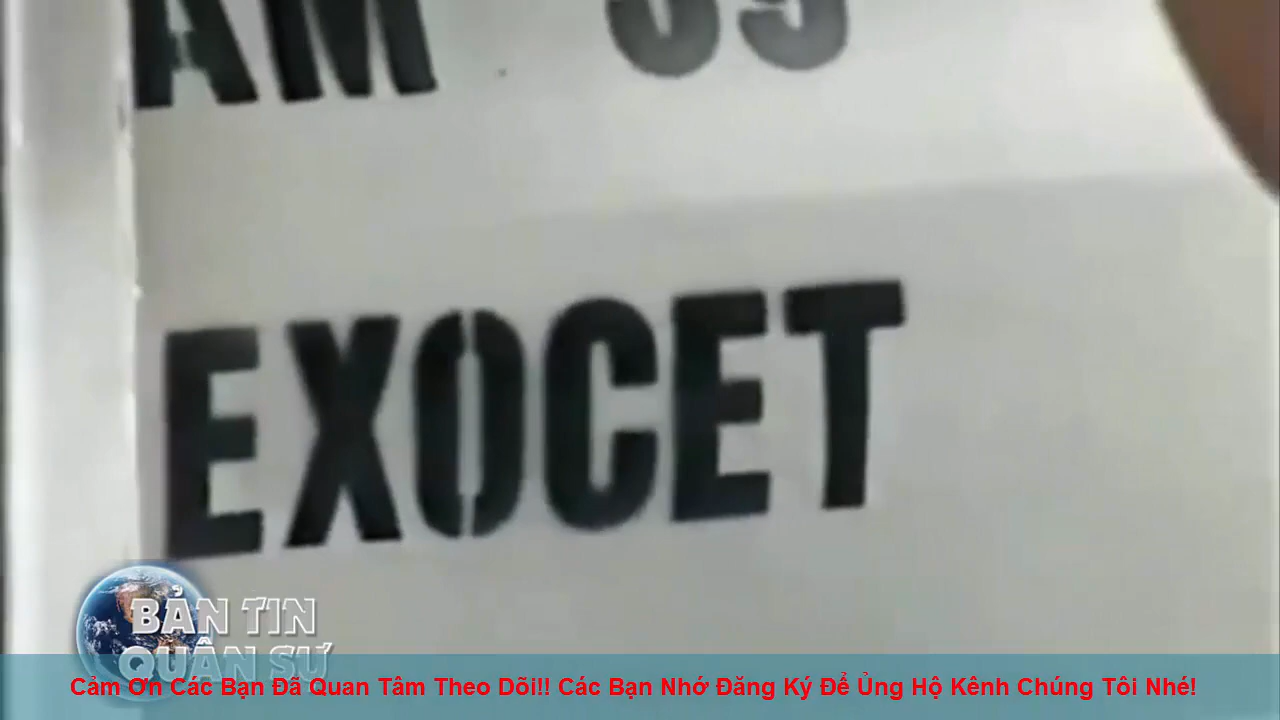 AM 39
EXOCET
BẢN TIN
QUÂN SỰ
Cảm Ơn Các Bạn Đã Quan Tâm Theo Dõi!! Các Bạn Nhớ Đăng Ký Để Ủng Hộ Kênh Chúng Tôi Nhé!